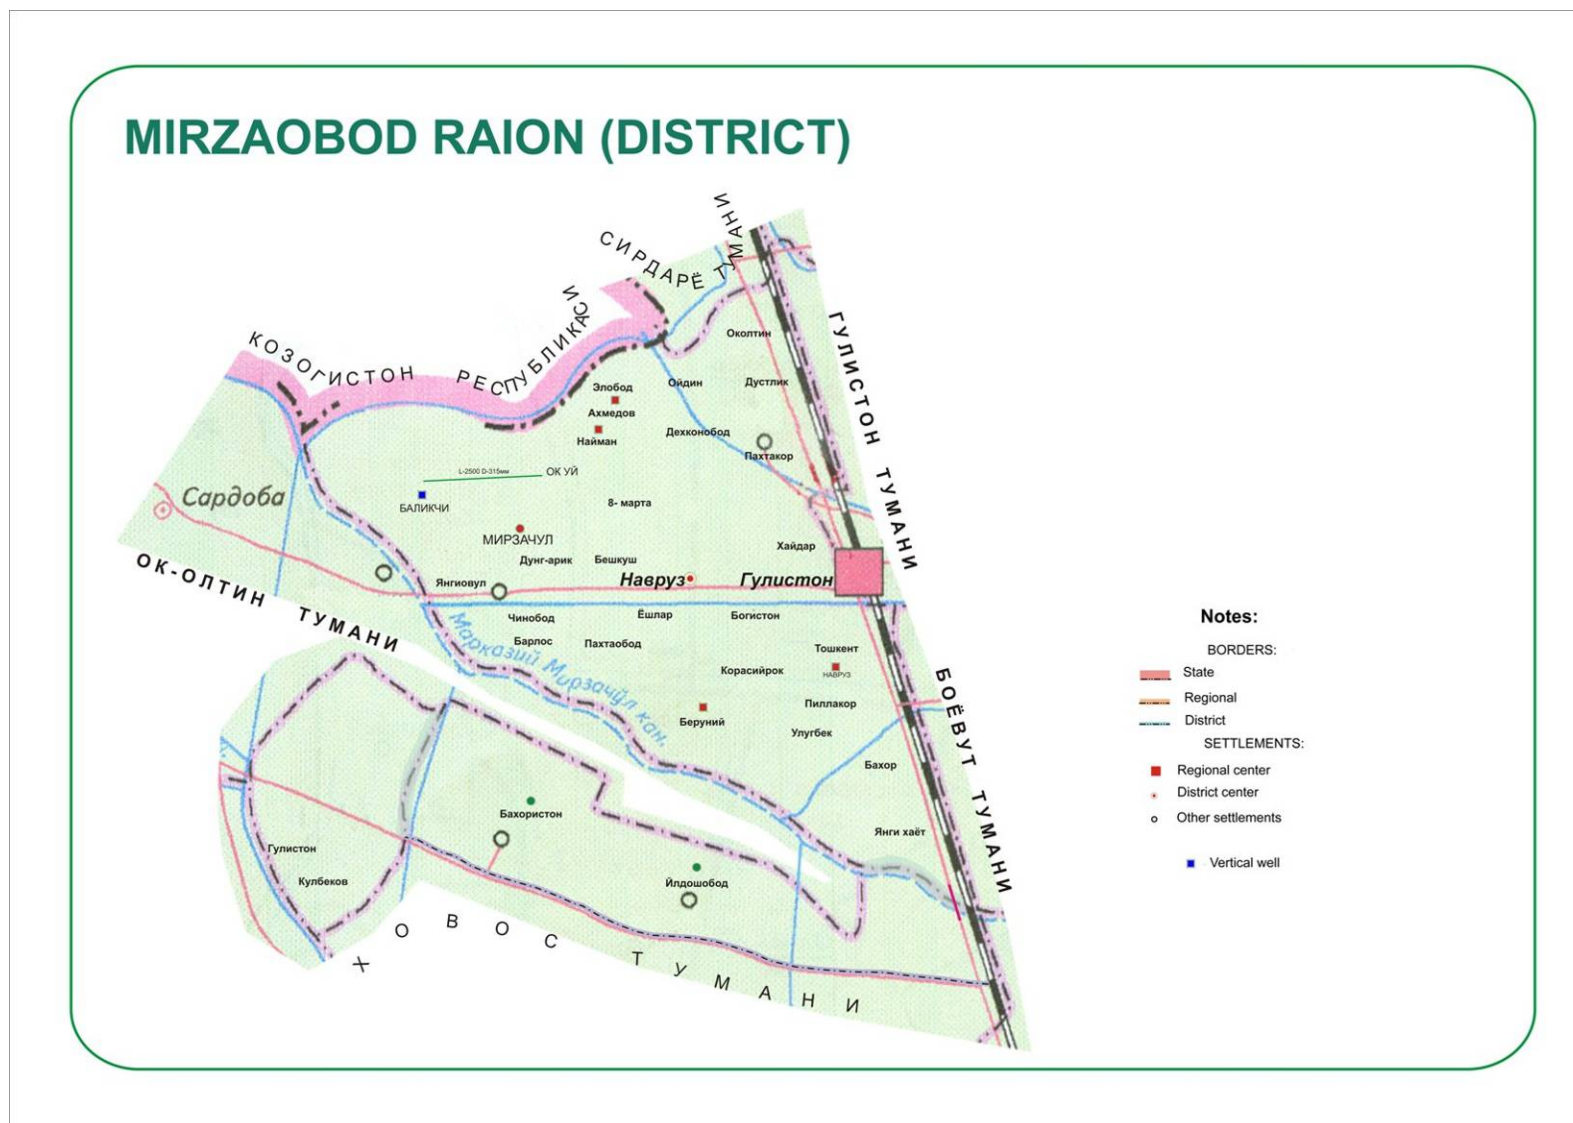 MIRZAOBOD RAION (DISTRICT)
СИРДАРЁ ТУМАНИ
КОЗОГИСТОН РЕСПУБЛИКАСИ
ГУЛИСТОН ТУМАНИ
Околтин
Элобод
Ойдин
Дустлик
Ахмедов
Найман
Дехконобод
Пахтакор
L-2500 D-315мм
ОК УЙ
Сардоба
БАЛИКЧИ
8- марта
МИРЗАЧУЛ
Хайдар
Дунг-арик
Бешкуш
Янгиовул
Навруз
Гулистон
ОК-ОЛТИН ТУМАНИ
Чинобод
Ёшлар
Богистон
Барлос
Пахтаобод
Тошкент
Марказий Мирзачўл кан.
Корасийрок
НАВРУЗ
Пиллакор
Беруний
Улугбек
БОЁВУТ ТУМАНИ
Бахор
Бахористон
Янги хаёт
Гулистон
Кулбеков
Йлдошобод
ХОВОС ТУМАНИ
Notes:
BORDERS:
State
Regional
District
SETTLEMENTS:
Regional center
District center
Other settlements
Vertical well